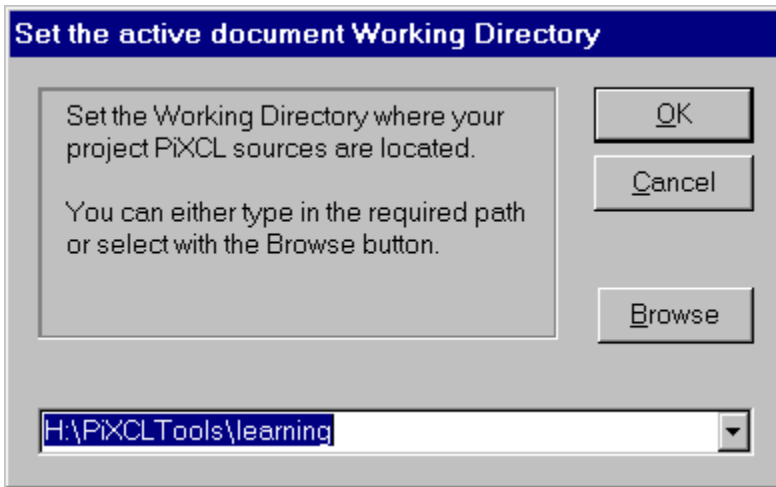 Set the active document Working Directory
Set the Working Directory where your
project PiXCL sources are located.
You can either type in the required path
or select with the Browse button.
OK
Cancel
Browse
H:\PiXCLTools\learning